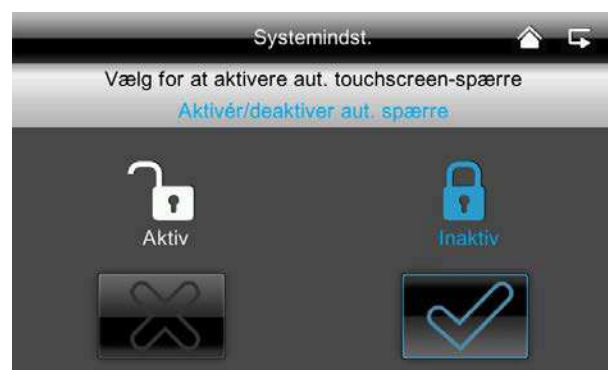 Systemindst.
Vælg for at aktivere aut. touchscreen-spærre
Aktivér/deaktiver aut. spærre
Aktiv
Inaktiv